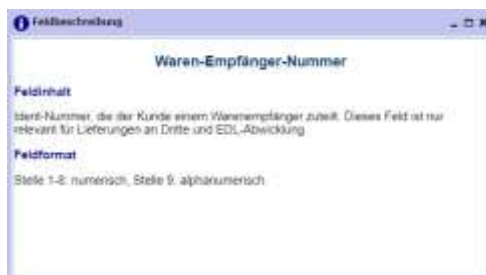 Feldbeschreibung
Waren-Empfänger-Nummer
Feldinhalt
Ident-Nummer, die der Kunde einem Warenempfänger zuteilt. Dieses Feld ist nur
relevant für Lieferungen an Dritte und EDL-Abwicklung.
Feldformat
Stelle 1-8: numerisch, Stelle 9: alphanumerisch.